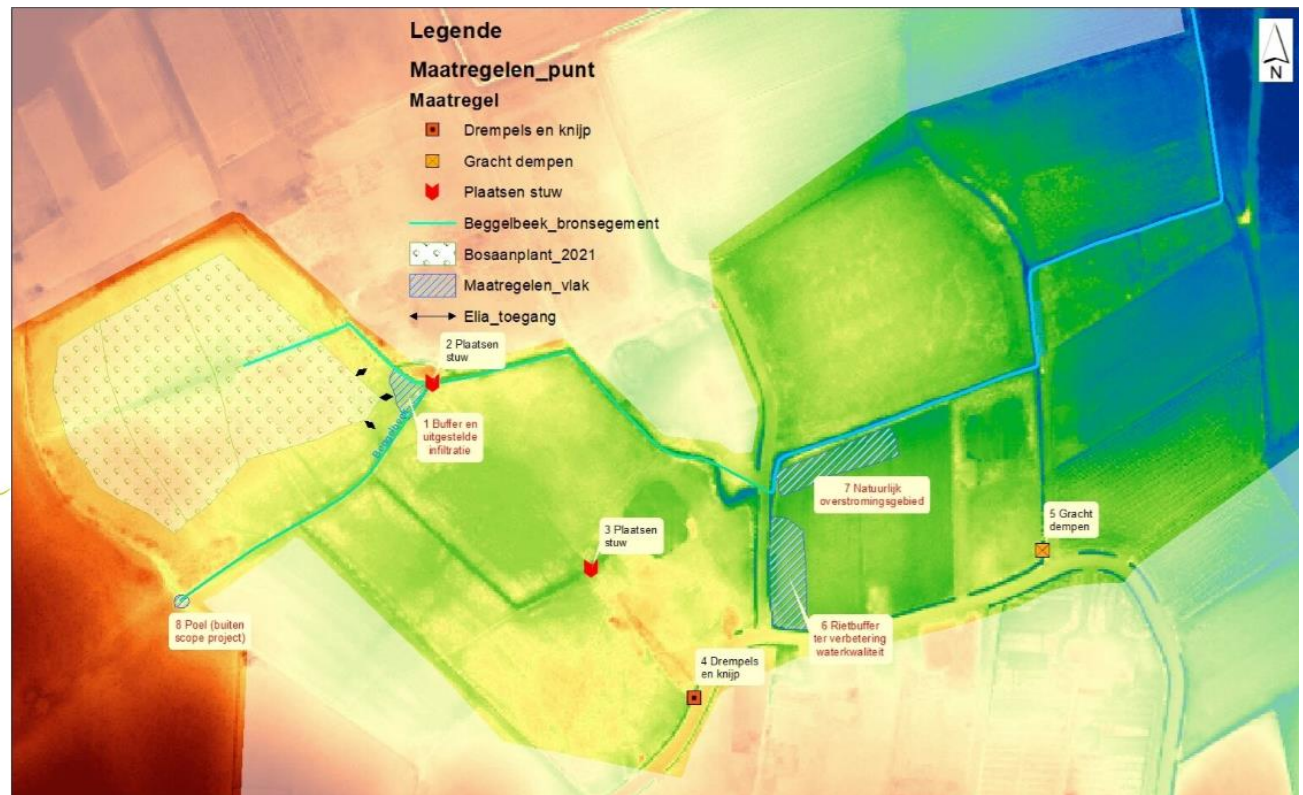 Legende
Maatregelen_punt
Maatregel
Drempels en knijp
Gracht dempen
Plaatsen stuw
Beggelbeek_bronsegement
Bosaanplant_2021
Maatregelen_vlak
Elia_toegang
N
2 Plaatsen
stuw
1 Buffer en
uitgestelde
infiltratie
Beggelbeek
3 Plaatsen
stuw
7 Natuurlijk
overstromingsgebied
5 Gracht
dempen
8 Poel (buiten
scope project)
6 Rietbuffer
ter verbetering
waterkwaliteit
4 Drempels
en knijp